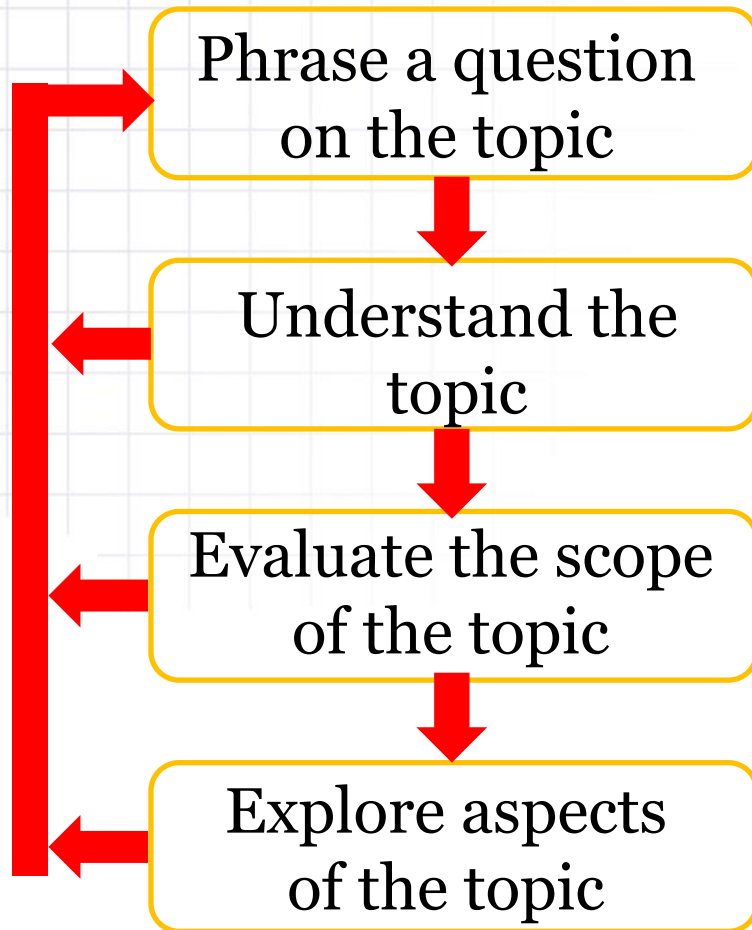 Phrase a question
on the topic
Understand the
topic
Evaluate the scope
of the topic
Explore aspects
of the topic